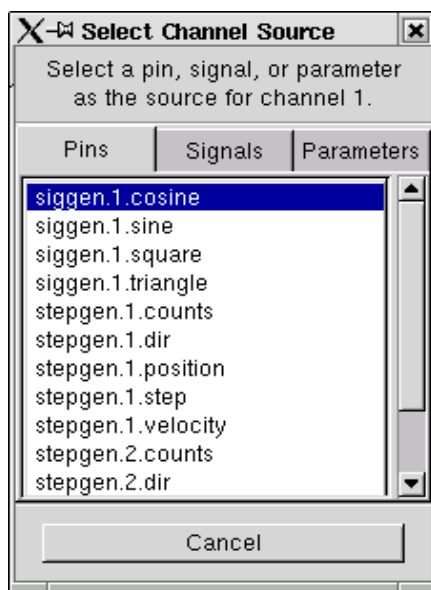 Select Channel Source
Select a pin, signal, or parameter
as the source for channel 1.
Pins Signals Parameters
siggen.1.cosine
siggen.1.sine
siggen.1.square
siggen.1.triangle
stepgen.1.counts
stepgen.1.dir
stepgen.1.position
stepgen.1.step
stepgen.1.velocity
stepgen.2.counts
stepgen.2.dir
Cancel